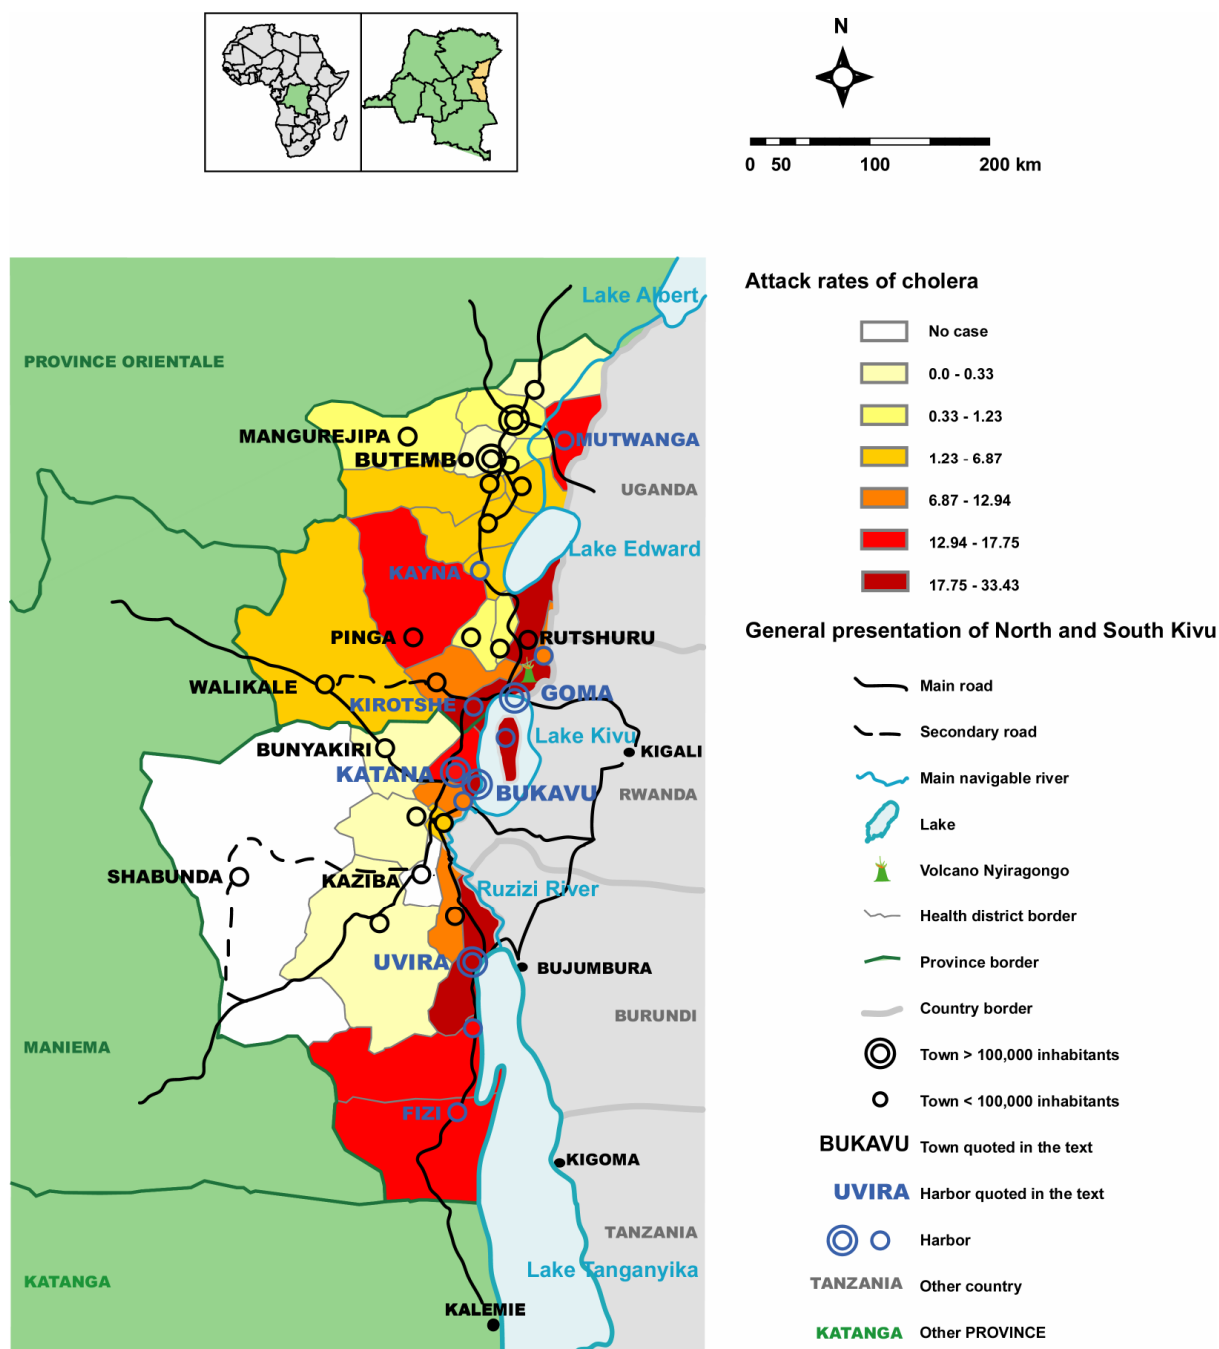 N
0 50 100 200 km
Lake Albert
PROVINCE ORIENTALE
MANGUREJIPA
MUTWANGA
BUTEMBO
UGANDA
Lake Edward
KAYNA
PINGA
RUTSHURU
WALIKALE
GOMA
KIROTSHE
Lake Kivu
BUNYAKIRI
KIGALI
KATANA
BUKAVU
RWANDA
SHABUNDA
KAZIBA
Ruzizi River
UVIRA
BUJUMBURA
BURUNDI
MANIEMA
FIZI
KIGOMA
TANZANIA
Lake Tanganyika
KATANGA
KALEMIE
Attack rates of cholera
No case
0.0 - 0.33
0.33 - 1.23
1.23 - 6.87
6.87 - 12.94
12.94 - 17.75
17.75 - 33.43
General presentation of North and South Kivu
Main road
Secondary road
Main navigable river
Lake
Volcano Nyiragongo
Health district border
Province border
Country border
Town > 100,000 inhabitants
Town < 100,000 inhabitants
BUKAVU Town quoted in the text
UVIRA Harbor quoted in the text
Harbor
TANZANIA Other country
KATANGA Other PROVINCE